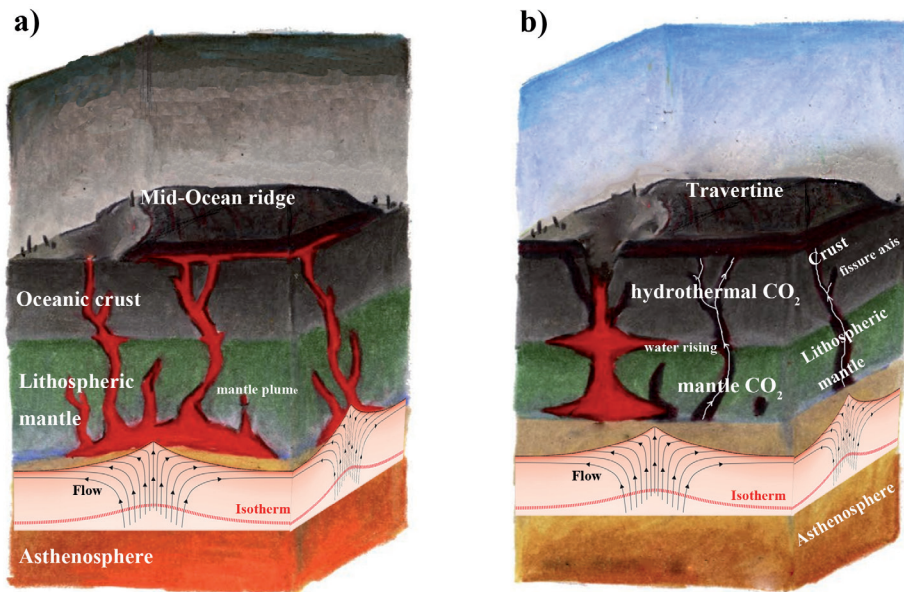 a)
Mid-Ocean ridge
Oceanic crust
Lithospheric
mantle
mantle plume
Flow
Isotherm
Asthenosphere
b)
Travertine
Crust
fissure axis
hydrothermal CO₂
water rising
Lithospheric
mantle
mantle CO₂
Flow
Isotherm
Asthenosphere